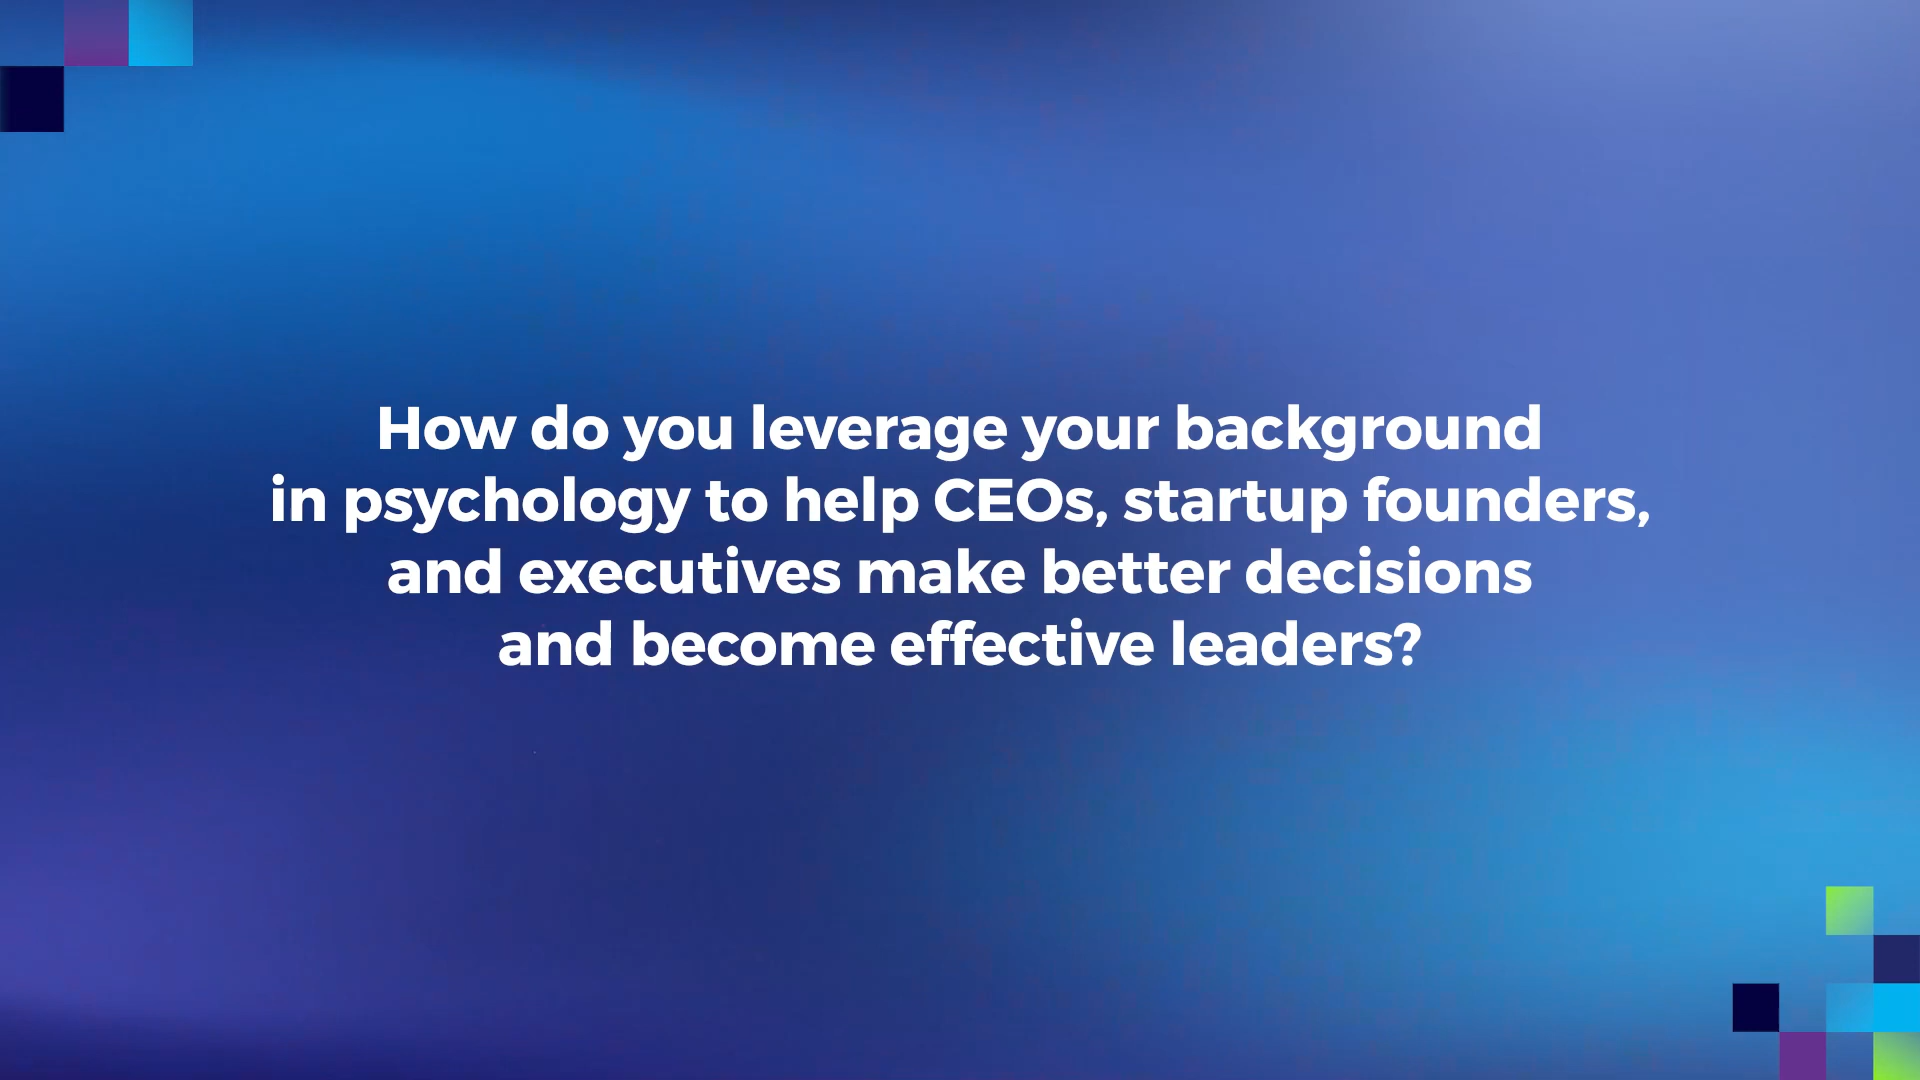 How do you leverage your background
in psychology to help CEOs, startup founders,
and executives make better decisions
and become effective leaders?